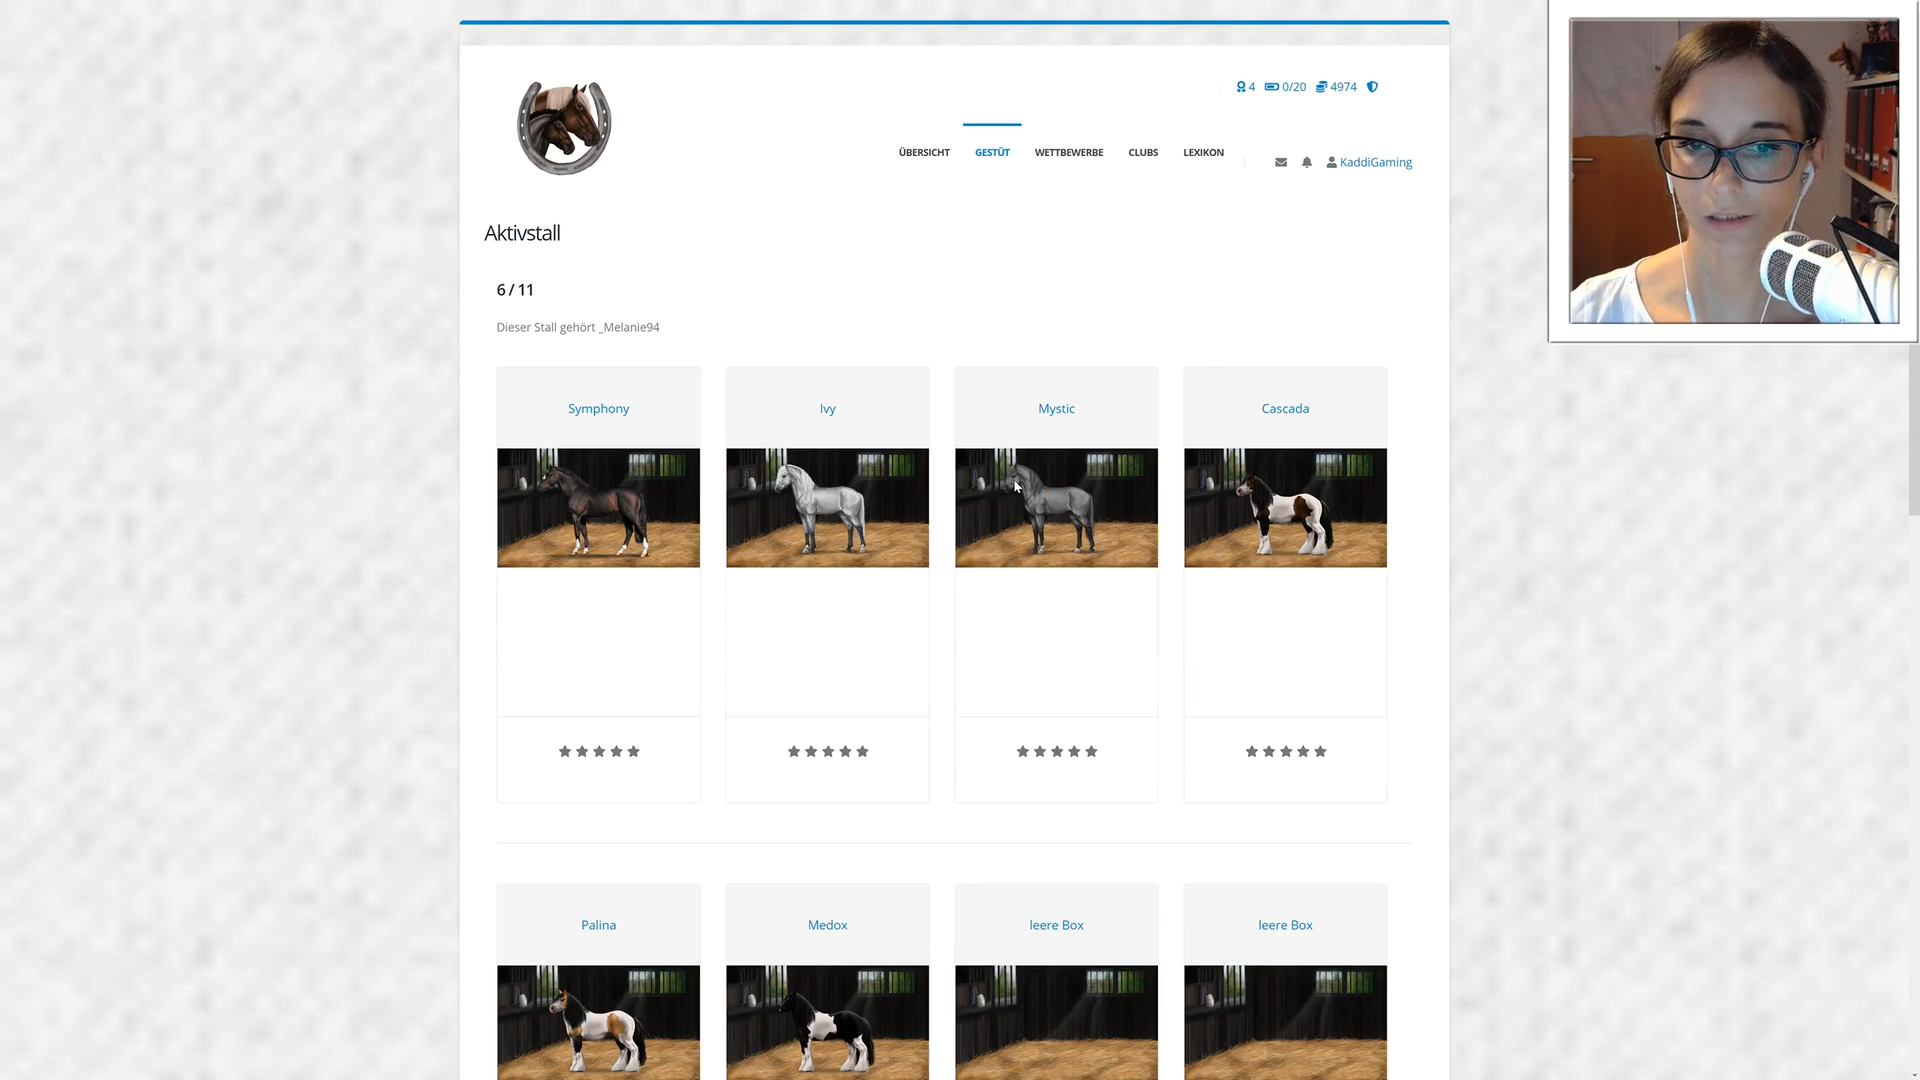 4 0/20 4974
ÜBERSICHT GESTÜT WETTBEWERBE CLUBS LEXIKON
KaddiGaming
Aktivstall
6 / 11
Dieser Stall gehört _Melanie94
Symphony Ivy Mystic Cascada
Palina Medox leere Box leere Box